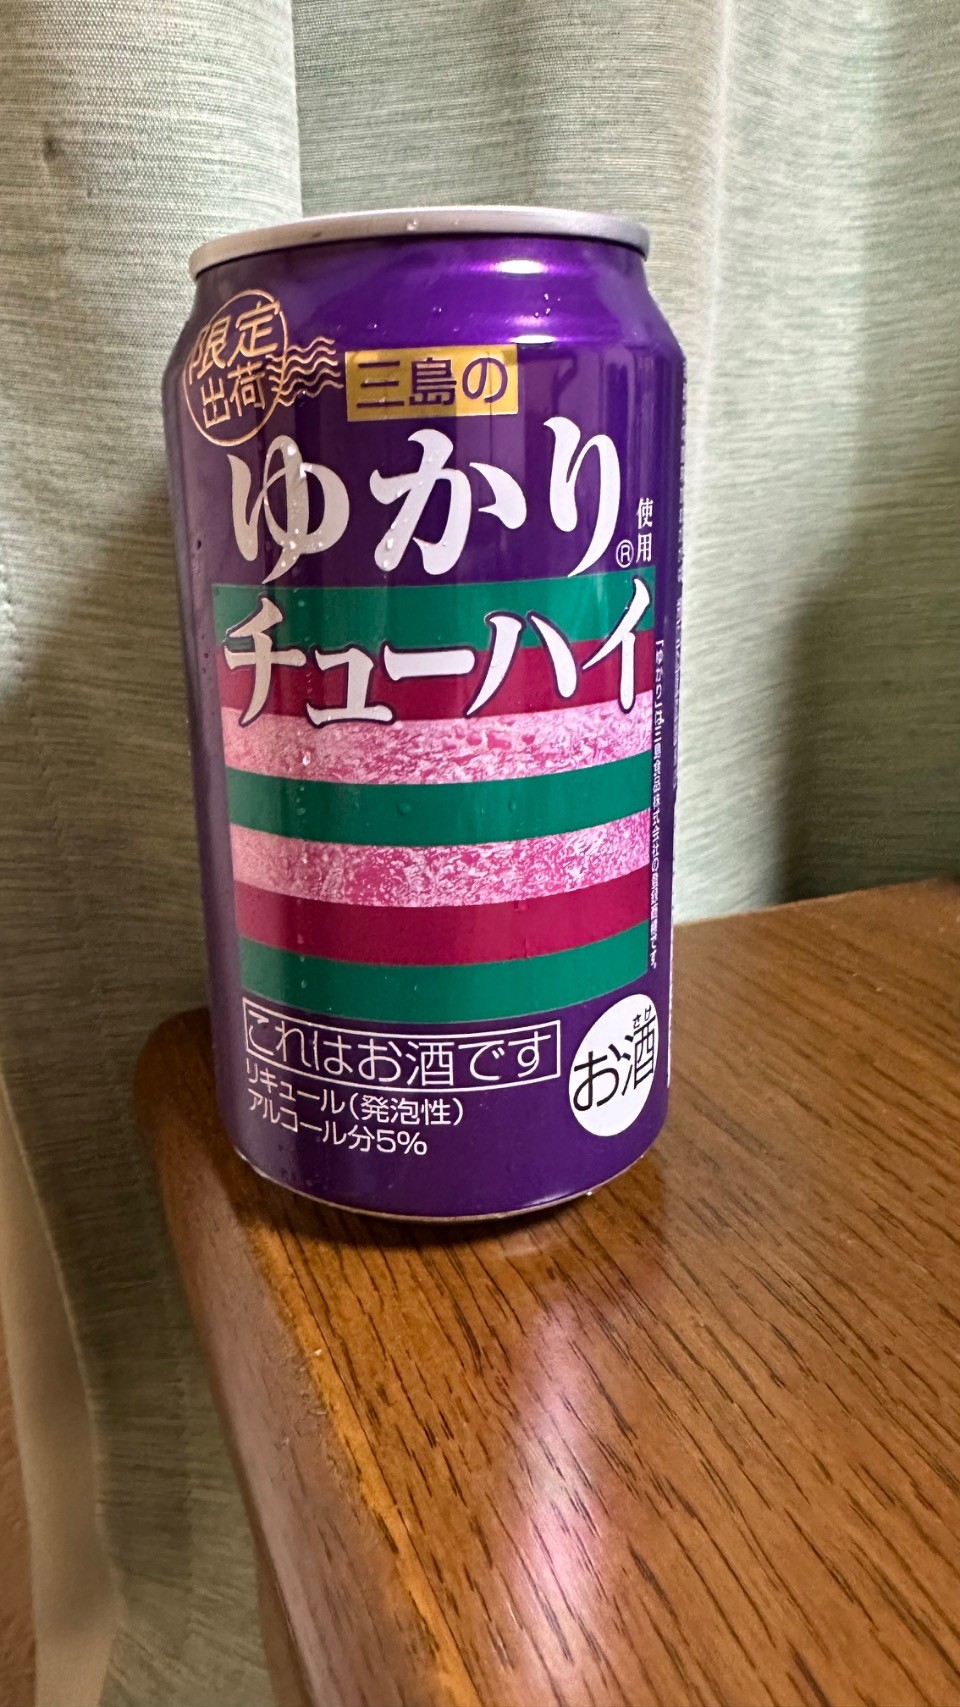 限定
出荷
三島の
ゆかり®使用
チューハイ
これはお酒です
リキュール(発泡性)
アルコール分5%
さけ
お酒